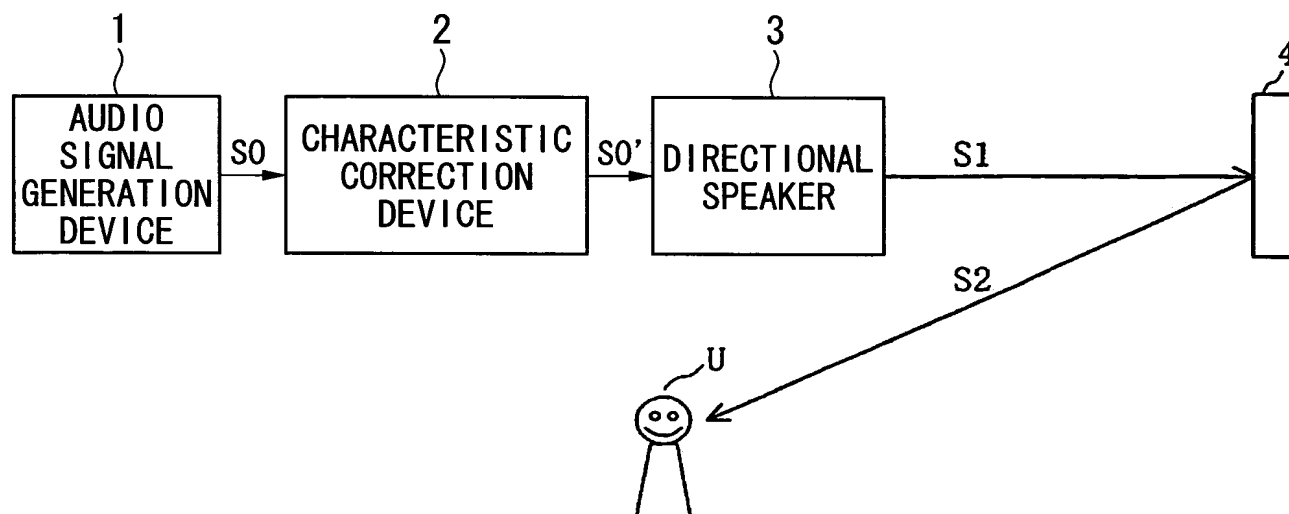 1
2
3
4
AUDIO
SIGNAL
GENERATION
DEVICE
S0
CHARACTERISTIC
CORRECTION
DEVICE
S0'
DIRECTIONAL
SPEAKER
S1
S2
U